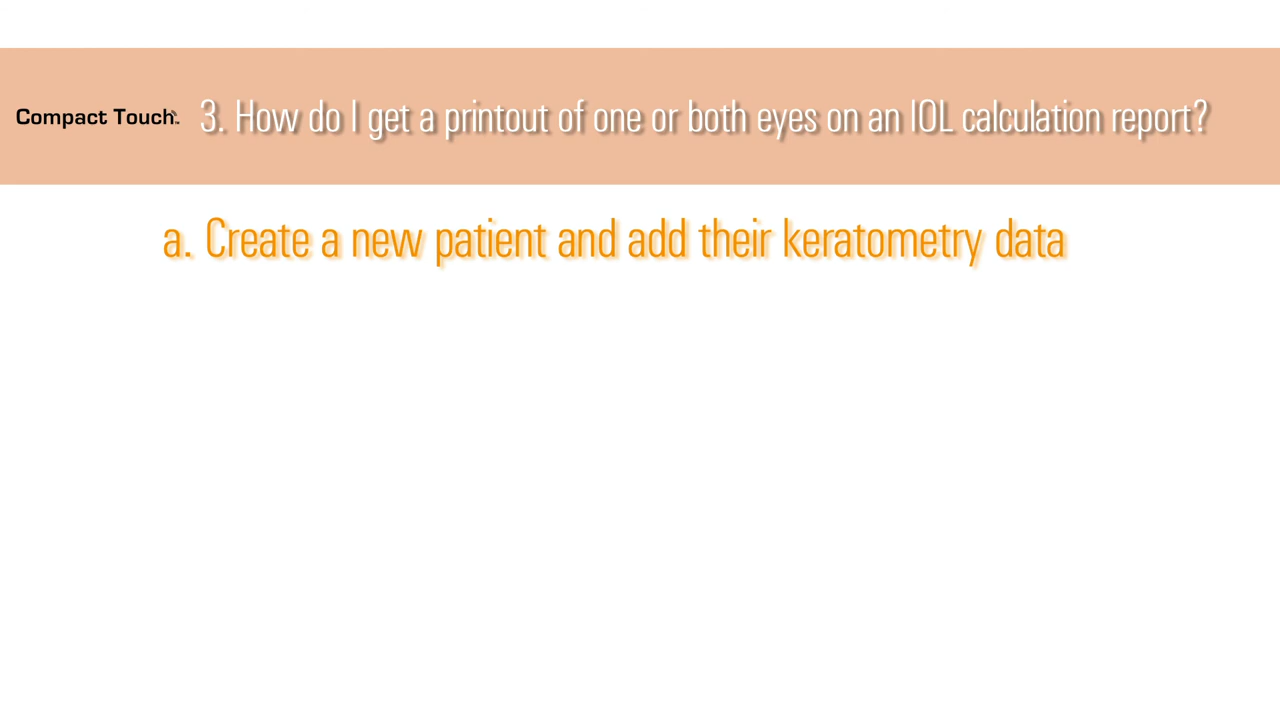 Compact Touch™ 3. How do I get a printout of one or both eyes on an IOL calculation report?
a. Create a new patient and add their keratometry data